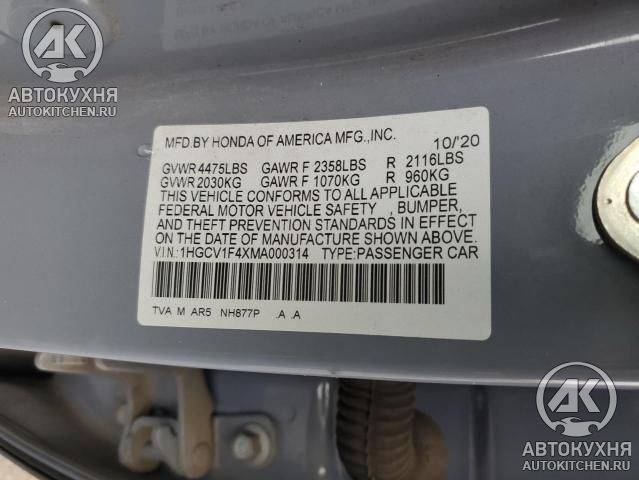 AK
АВТОКУХНЯ
AUTOKITCHEN.RU
MFD.BY HONDA OF AMERICA MFG.,INC. 10/'20
GVWR 4475LBS GAWR F 2358LBS R 2116LBS
GVWR 2030KG GAWR F 1070KG R 960KG
THIS VEHICLE CONFORMS TO ALL APPLICABLE
FEDERAL MOTOR VEHICLE SAFETY , BUMPER,
AND THEFT PREVENTION STANDARDS IN EFFECT
ON THE DATE OF MANUFACTURE SHOWN ABOVE.
V.I.N.:1HGCV1F4XMA000314 TYPE:PASSENGER CAR
TVA M AR5 NH877P .A .A
AK
АВТОКУХНЯ
AUTOKITCHEN.RU